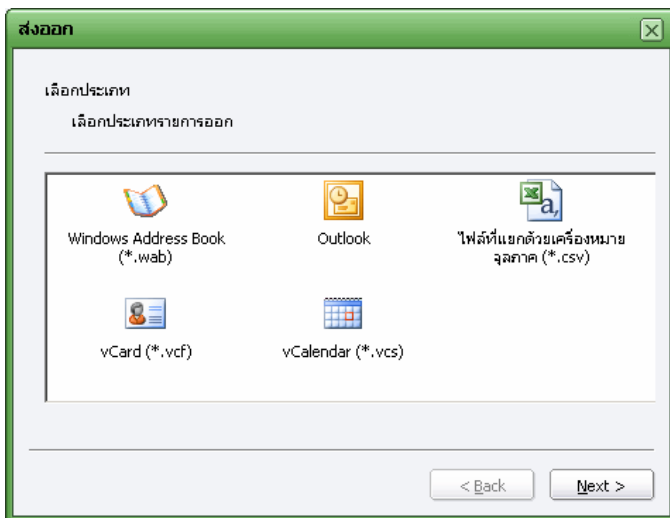 ส่งออก
เลือกประเภท
เลือกประเภทรายการออก
Windows Address Book
(*.wab)
Outlook
ไฟล์ที่แยกด้วยเครื่องหมาย
จุลภาค (*.csv)
vCard (*.vcf)
vCalendar (*.vcs)
< Back
Next >